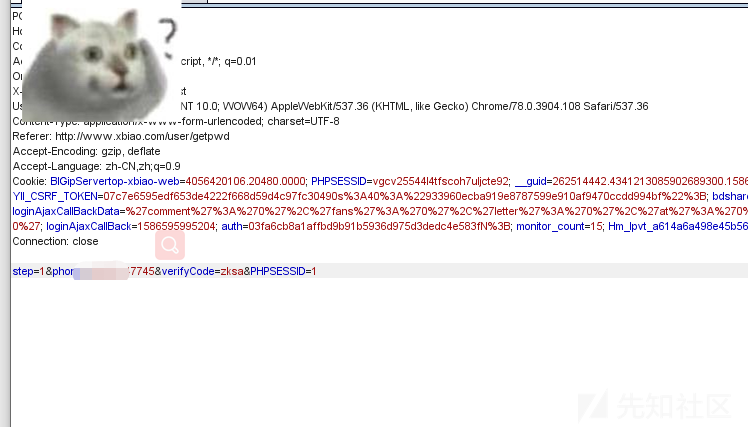 PO
Ho
Co
Ac cript, */*; q=0.01
Or
X- st
Us NT 10.0; WOW64) AppleWebKit/537.36 (KHTML, like Gecko) Chrome/78.0.3904.108 Safari/537.36
Content-Type: application/x-www-form-urlencoded; charset=UTF-8
Referer: http://www.xbiao.com/user/getpwd
Accept-Encoding: gzip, deflate
Accept-Language: zh-CN,zh;q=0.9
Cookie: BIGipServertop-xbiao-web=4056420106.20480.0000; PHPSESSID=vgcv25544l4tfscoh7uljcte92; __guid=262514442.4341213085902689300.1586
YII_CSRF_TOKEN=07c7e6595edf653de4222f668d59d4c97fc30490s%3A40%3A%22933960ecba919e8787599e910af9470ccdd994bf%22%3B; bdshare
loginAjaxCallBackData=%27comment%27%3A%270%27%2C%27fans%27%3A%270%27%2C%27letter%27%3A%270%27%2C%27at%27%3A%270
0%27; loginAjaxCallBack=1586595995204; auth=03fa6cb8a1affbd9b91b5936d975d3dedc4e583fN%3B; monitor_count=15; Hm_lpvt_a614a6a498e45b56
Connection: close
step=1&phon 7745&verifyCode=zksa&PHPSESSID=1
先知社区